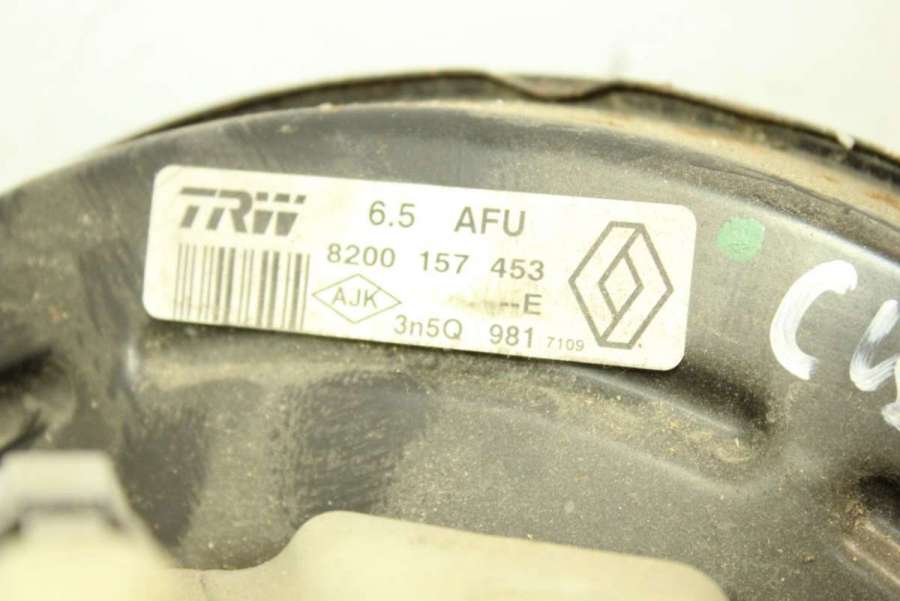 TRW 6.5 AFU
8200 157 453
AJK --E
3n5Q 981 7109